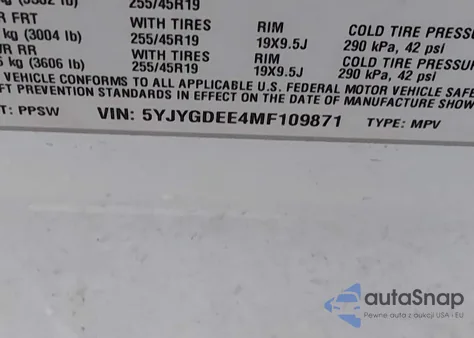 255/45R19
R FRT WITH TIRES RIM COLD TIRE PRESSUR
kg (3004 lb) 255/45R19 19X9.5J 290 kPa, 42 psi
R RR WITH TIRES RIM COLD TIRE PRESSUR
kg (3606 lb) 255/45R19 19X9.5J 290 kPa, 42 psi
VEHICLE CONFORMS TO ALL APPLICABLE U.S. FEDERAL MOTOR VEHICLE SAFE
FT PREVENTION STANDARDS IN EFFECT ON THE DATE OF MANUFACTURE SHOW
T: PPSW VIN: 5YJYGDEE4MF109871 TYPE: MPV
autaSnap
Pewne auta z aukcji USA i EU